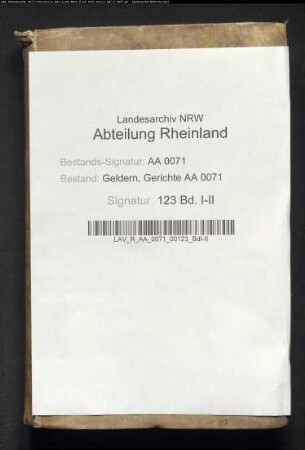 Landesarchiv NRW
Abteilung Rheinland
Bestands-Signatur: AA 0071
Bestand: Geldern, Gerichte AA 0071
Signatur: 123 Bd. I-II
LAV_R_AA_0071_00123_BdI-II